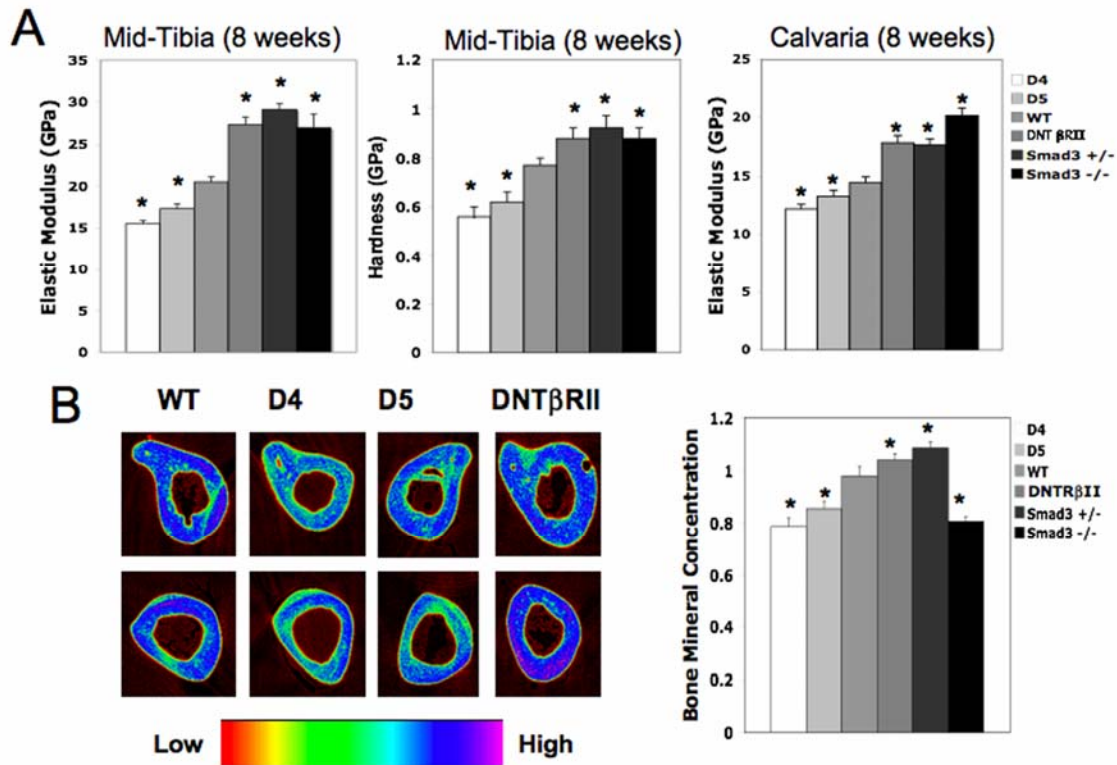 A
Mid-Tibia (8 weeks)
Elastic Modulus (GPa)
35
30
25
20
15
10
5
0
* * * * *
Mid-Tibia (8 weeks)
Hardness (GPa)
1.2
1
0.8
0.6
0.4
0.2
0
* * * * *
Calvaria (8 weeks)
Elastic Modulus (GPa)
25
20
15
10
5
0
* * * * *
D4
D5
WT
DNT βRII
Smad3 +/-
Smad3 -/-
B
WT D4 D5 DNTβRII
Low High
Bone Mineral Concentration
1
0.8
0.6
0.4
0.2
0
* * * * *
D4
D5
WT
DNTRβII
Smad3 +/-
Smad3 -/-